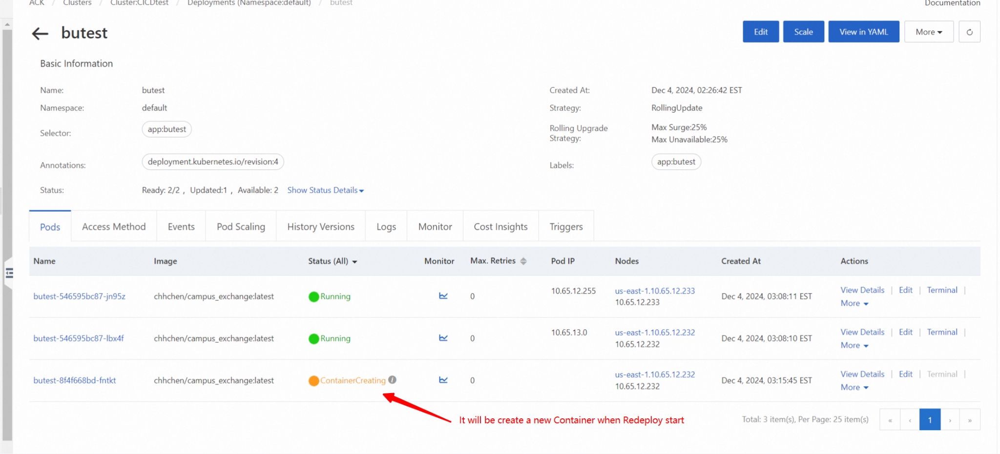 ACK / Clusters / Cluster:CICDtest / Deployments (Namespace:default) / butest
Documentation
butest
Edit
Scale
View in YAML
More
Basic Information
Name: butest
Created At: Dec 4, 2024, 02:26:42 EST
Namespace: default
Strategy: RollingUpdate
Selector: app:butest
Rolling Upgrade
Strategy:
Max Surge:25%
Max Unavailable:25%
Annotations: deployment.kubernetes.io/revision:4
Labels: app:butest
Status: Ready: 2/2 , Updated:1 , Available: 2 Show Status Details
Pods Access Method Events Pod Scaling History Versions Logs Monitor Cost Insights Triggers
Name Image Status (All) Monitor Max. Retries Pod IP Nodes Created At Actions
butest-546595bc87-jn95z chhchen/campus_exchange:latest Running 0 10.65.12.255 us-east-1.10.65.12.233 Dec 4, 2024, 03:08:11 EST View Details | Edit | Terminal |
10.65.12.233 More
butest-546595bc87-lbx4f chhchen/campus_exchange:latest Running 0 10.65.13.0 us-east-1.10.65.12.232 Dec 4, 2024, 03:08:10 EST View Details | Edit | Terminal |
10.65.12.232 More
butest-8f4f668bd-fntkt chhchen/campus_exchange:latest ContainerCreating 0 us-east-1.10.65.12.232 Dec 4, 2024, 03:15:45 EST View Details | Edit | Terminal |
10.65.12.232 More
It will be create a new Container when Redeploy start
Total: 3 item(s), Per Page: 25 item(s) « ‹ 1 › »